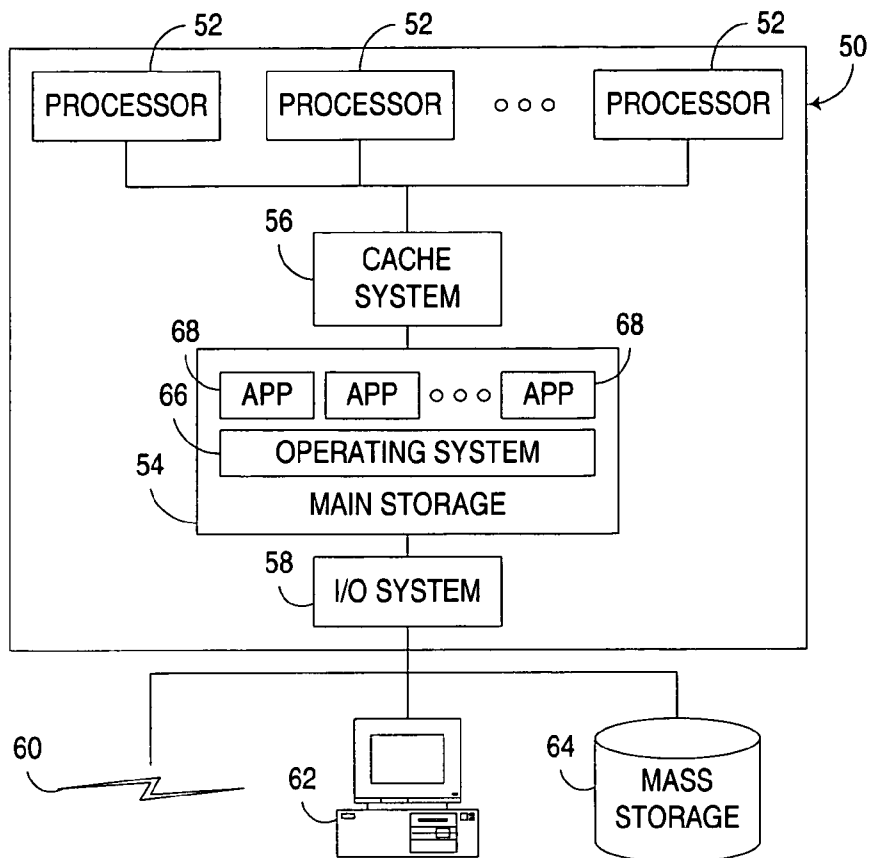 52 52 52
50
PROCESSOR PROCESSOR PROCESSOR
56
CACHE
SYSTEM
68 68
APP APP APP
66
OPERATING SYSTEM
54
MAIN STORAGE
58
I/O SYSTEM
60
62
64
MASS
STORAGE